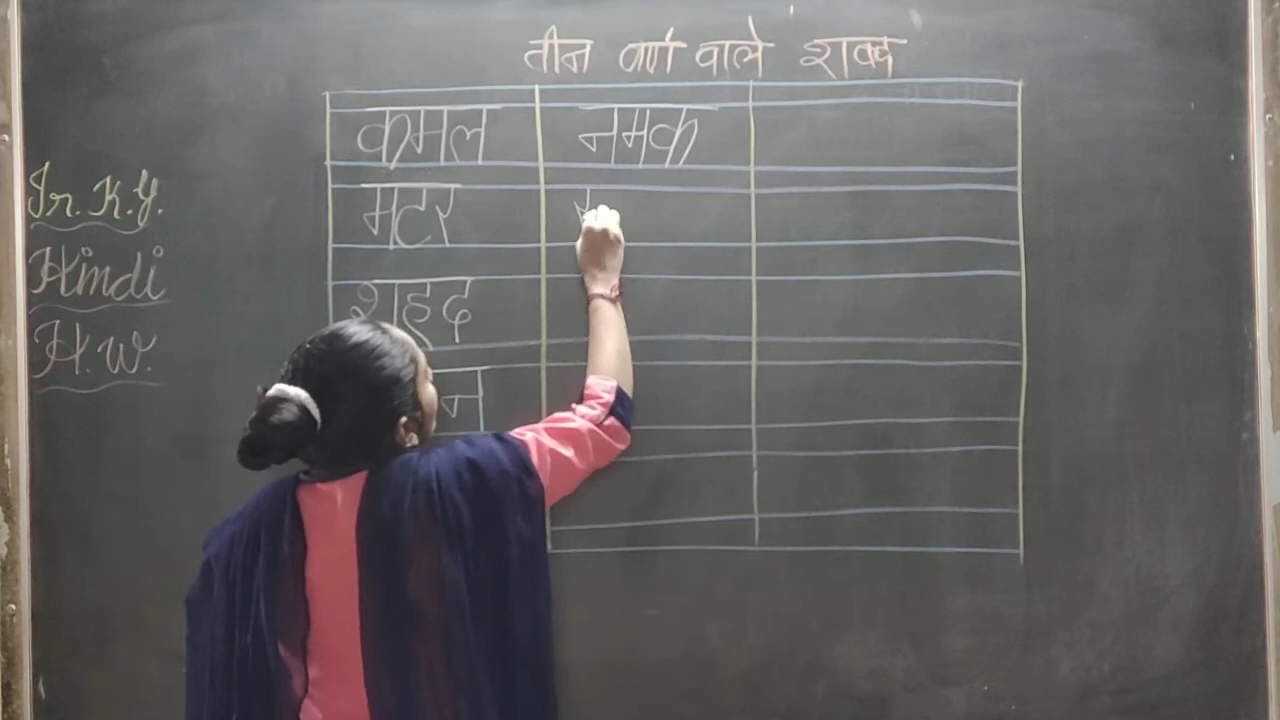 तीन वर्ण वाले शब्द
कमल नमक
मटर
शहद
Jr. K.G.
Hindi
H.W.